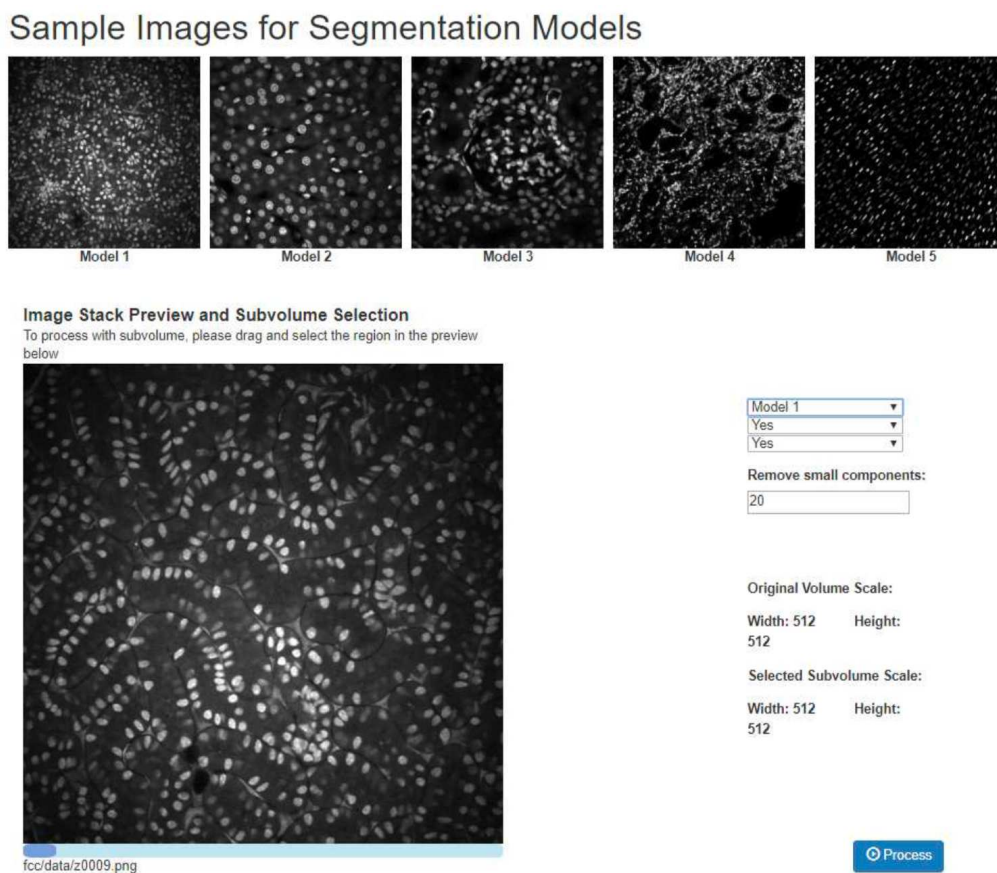 Sample Images for Segmentation Models
Model 1
Model 2
Model 3
Model 4
Model 5
Image Stack Preview and Subvolume Selection
To process with subvolume, please drag and select the region in the preview
below
fcc/data/z0009.png
Model 1
Yes
Yes
Remove small components:
20
Original Volume Scale:
Width: 512 Height:
512
Selected Subvolume Scale:
Width: 512 Height:
512
Process